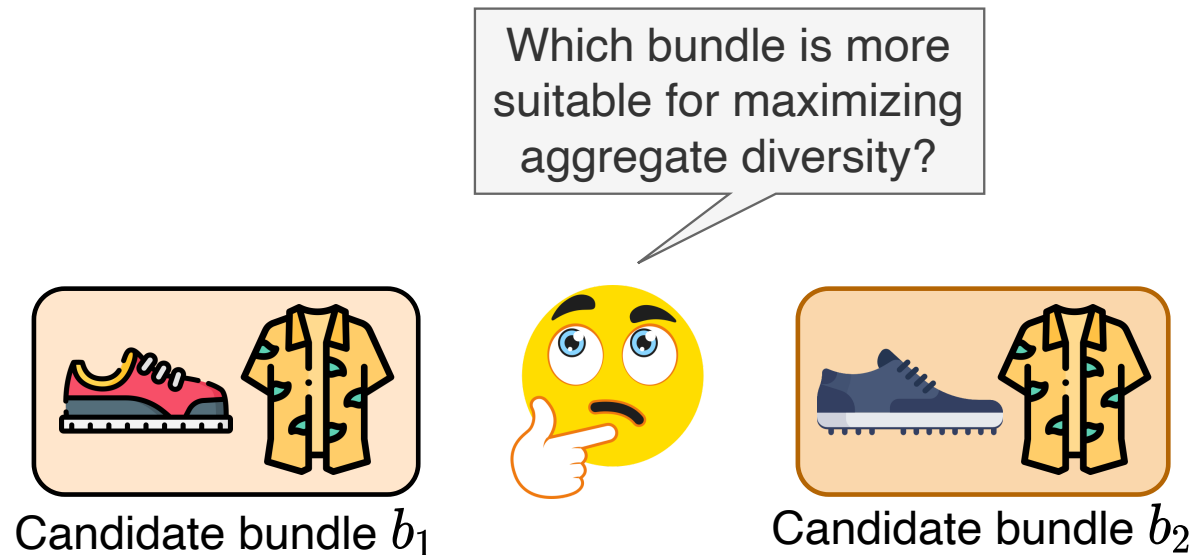 Which bundle is more
suitable for maximizing
aggregate diversity?
Candidate bundle b₁
Candidate bundle b₂